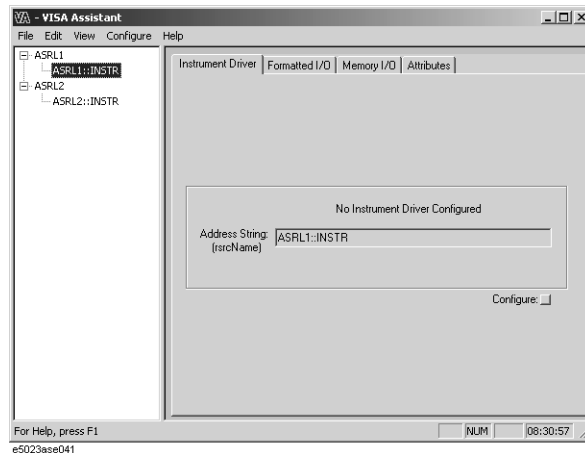 VA - VISA Assistant
File Edit View Configure Help
ASRL1
ASRL1::INSTR
ASRL2
ASRL2::INSTR
Instrument Driver Formatted I/O Memory I/O Attributes
No Instrument Driver Configured
Address String: ASRL1::INSTR
(rsrcName)
Configure:
For Help, press F1 NUM 08:30:57
e5023ase041